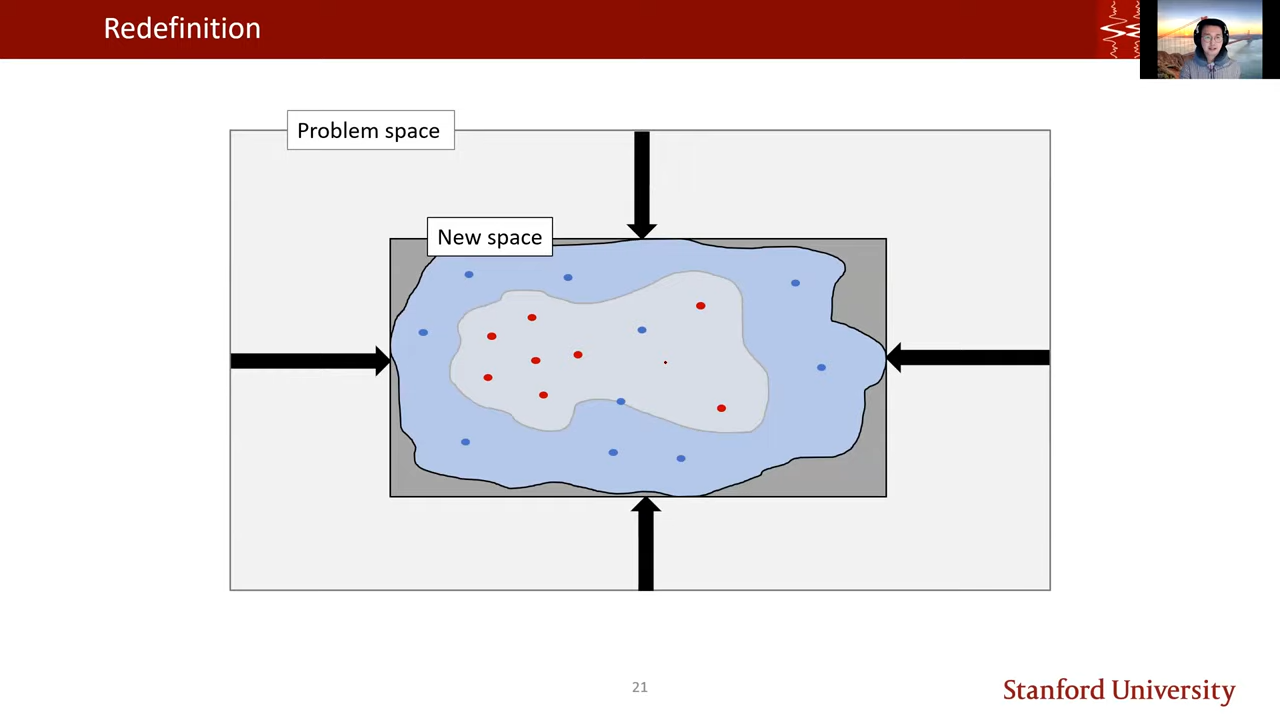 Redefinition
Problem space
New space
21
Stanford University